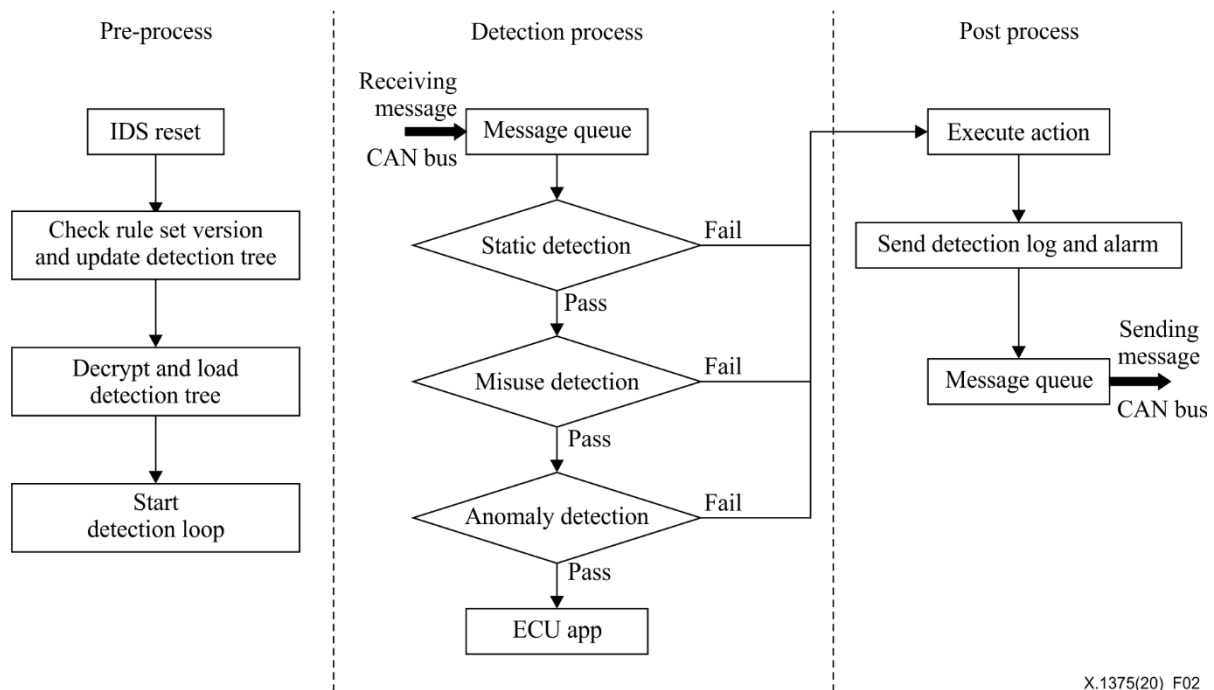 Pre-process
IDS reset
Check rule set version
and update detection tree
Decrypt and load
detection tree
Start
detection loop
Detection process
Receiving
message
CAN bus
Message queue
Static detection
Fail
Pass
Misuse detection
Fail
Pass
Anomaly detection
Fail
Pass
ECU app
Post process
Execute action
Send detection log and alarm
Message queue
Sending
message
CAN bus
X.1375(20)_F02